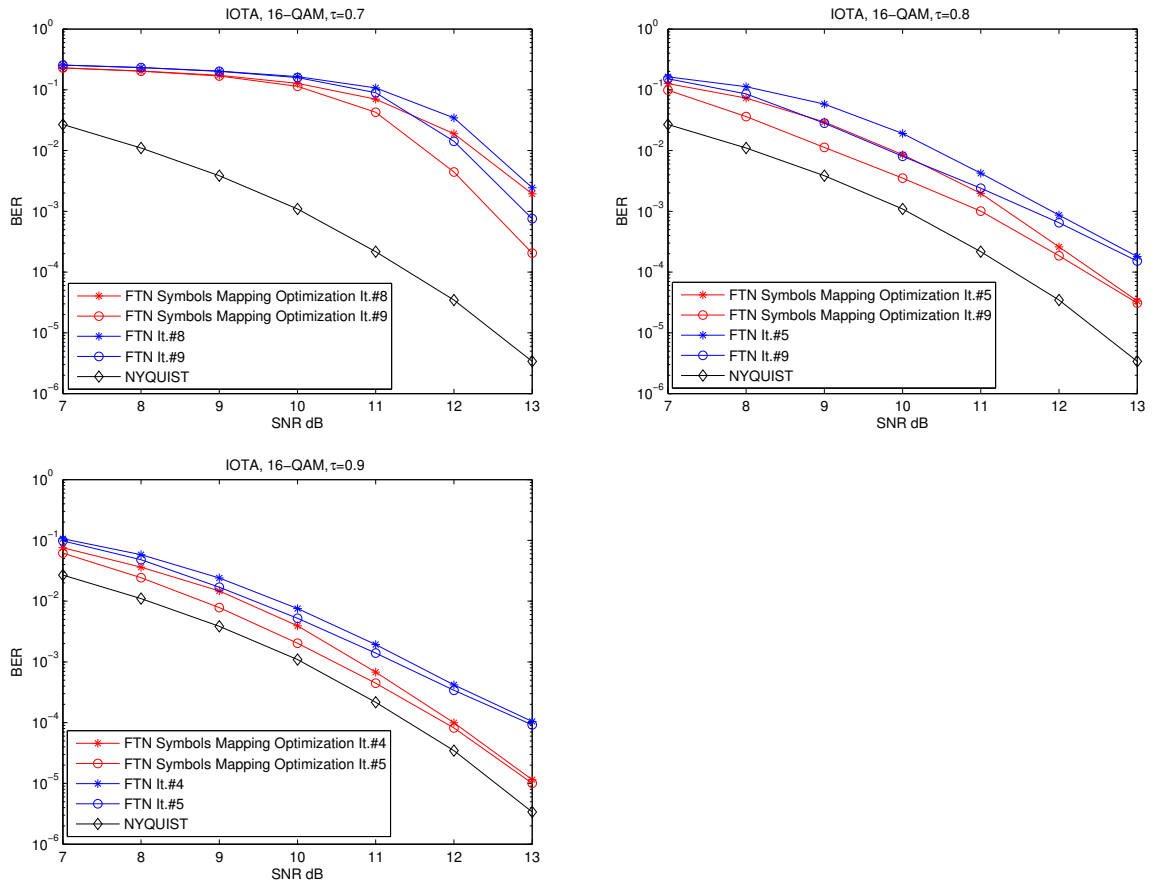 IOTA, 16-QAM, τ=0.7
10^0
10^-1
10^-2
10^-3
10^-4
10^-5
10^-6
BER
FTN Symbols Mapping Optimization It.#8
FTN Symbols Mapping Optimization It.#9
FTN It.#8
FTN It.#9
NYQUIST
7 8 9 10 11 12 13
SNR dB
IOTA, 16-QAM, τ=0.8
10^0
10^-1
10^-2
10^-3
10^-4
10^-5
10^-6
BER
FTN Symbols Mapping Optimization It.#5
FTN Symbols Mapping Optimization It.#9
FTN It.#5
FTN It.#9
NYQUIST
7 8 9 10 11 12 13
SNR dB
IOTA, 16-QAM, τ=0.9
10^0
10^-1
10^-2
10^-3
10^-4
10^-5
10^-6
BER
FTN Symbols Mapping Optimization It.#4
FTN Symbols Mapping Optimization It.#5
FTN It.#4
FTN It.#5
NYQUIST
7 8 9 10 11 12 13
SNR dB